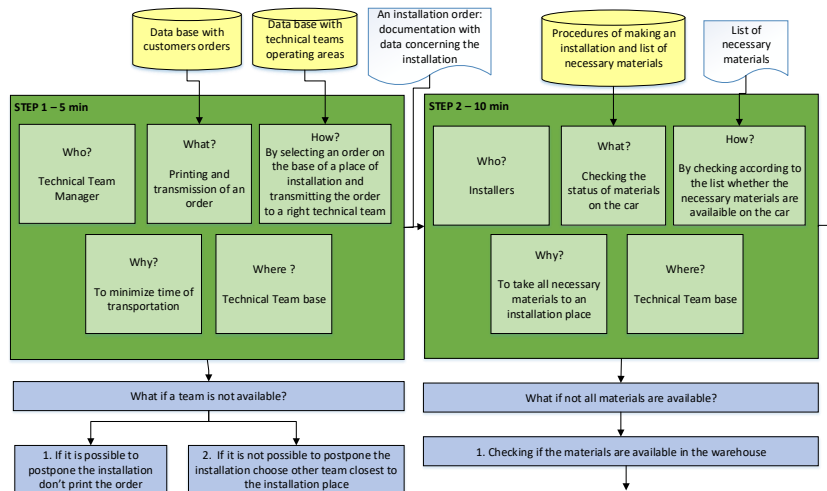 Data base with
customers orders
Data base with
technical teams
operating areas
An installation order:
documentation with
data concerning the
installation
Procedures of making an
installation and list of
necessary materials
List of
necessary
materials
STEP 1 – 5 min
Who?
Technical Team
Manager
What?
Printing and
transmission of an
order
How?
By selecting an order on
the base of a place of
installation and
transmitting the order
to a right technical team
Why?
To minimize time of
transportation
Where ?
Technical Team base
STEP 2 – 10 min
Who?
Installers
What?
Checking the
status of materials
on the car
How?
By checking according to
the list whether the
necessary materials are
availaible on the car
Why?
To take all necessary
materials to an
installation place
Where?
Technical Team base
What if a team is not available?
1. If it is possible to
postpone the installation
don’t print the order
2. If it is not possible to postpone the
installation choose other team closest to
the installation place
What if not all materials are available?
1. Checking if the materials are available in the warehouse